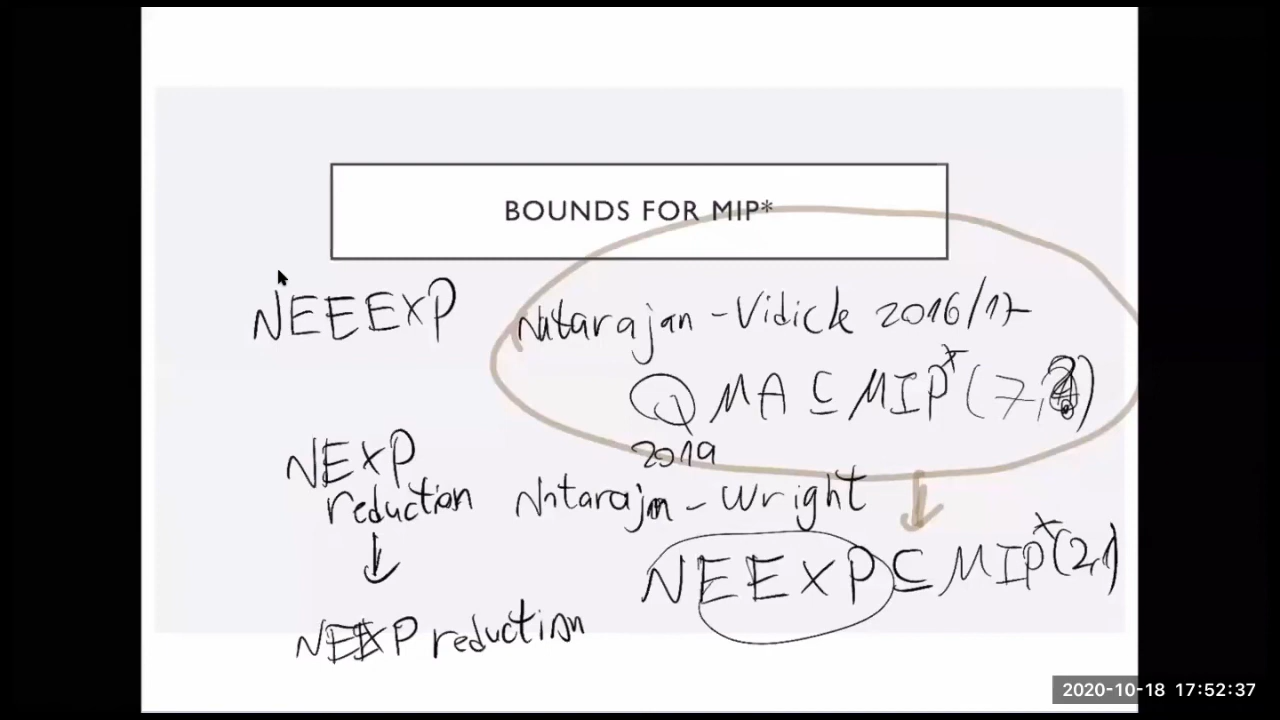 BOUNDS FOR MIP*
NEEEXP
Natarajan - Vidick 2016/17
QMA ⊆ MIP*(7,
NEXP
reduction
↓
NEEXP reduction
2019
Natarajan - Wright
↓
NEEXP ⊆ MIP*(2,1)
2020-10-18 17:52:37